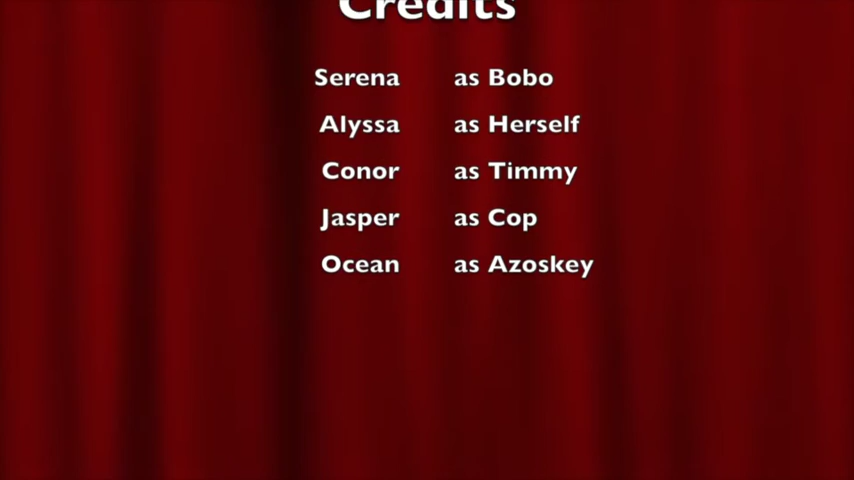 Credits
Serena as Bobo
Alyssa as Herself
Conor as Timmy
Jasper as Cop
Ocean as Azoskey